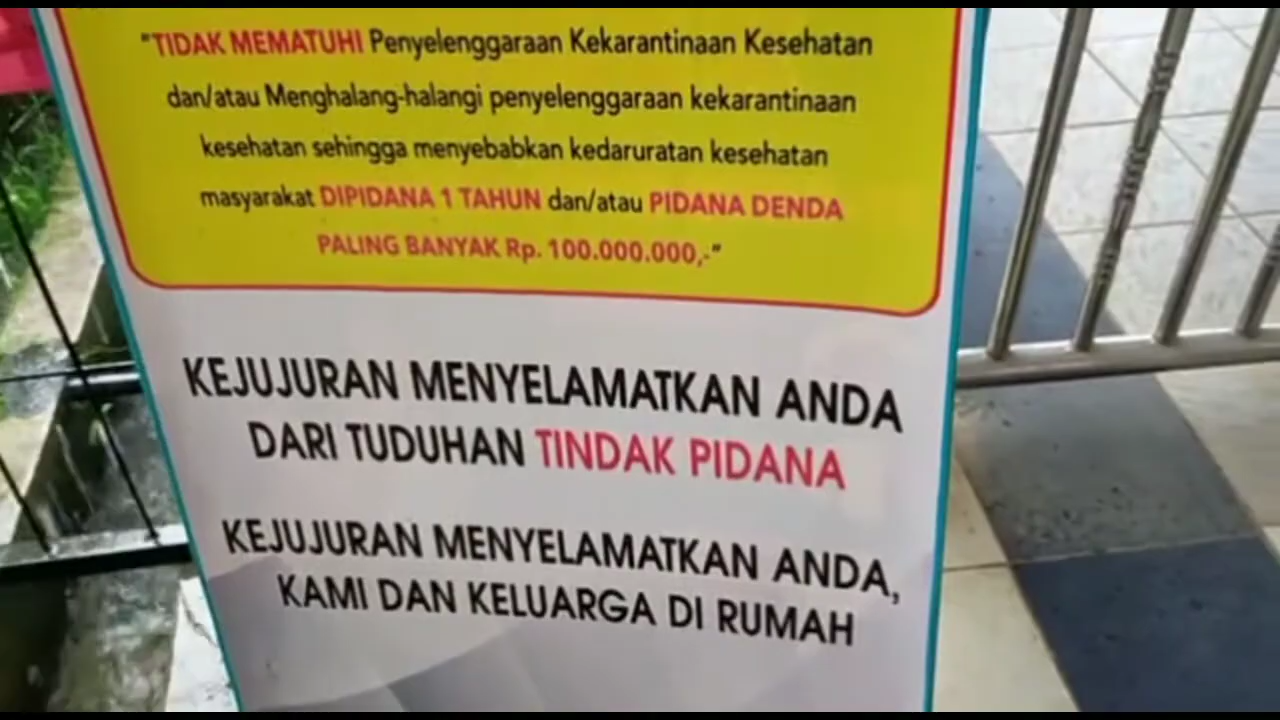 "TIDAK MEMATUHI Penyelenggaraan Kekarantinaan Kesehatan
dan/atau Menghalang-halangi penyelenggaraan kekarantinaan
kesehatan sehingga menyebabkan kedaruratan kesehatan
masyarakat DIPIDANA 1 TAHUN dan/atau PIDANA DENDA
PALING BANYAK Rp. 100.000.000,-"
KEJUJURAN MENYELAMATKAN ANDA
DARI TUDUHAN TINDAK PIDANA
KEJUJURAN MENYELAMATKAN ANDA,
KAMI DAN KELUARGA DI RUMAH